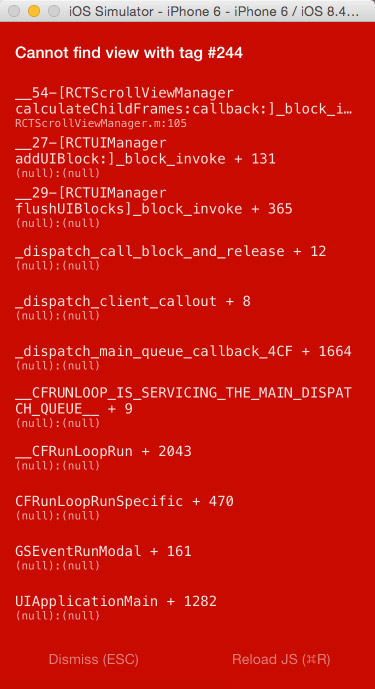 iOS Simulator - iPhone 6 - iPhone 6 / iOS 8.4...
Cannot find view with tag #244
__54-[RCTScrollViewManager
calculateChildFrames:callback:]_block_i...
RCTScrollViewManager.m:105
__27-[RCTUIManager
addUIBlock:]_block_invoke + 131
(null):(null)
__29-[RCTUIManager
flushUIBlocks]_block_invoke + 365
(null):(null)
_dispatch_call_block_and_release + 12
(null):(null)
_dispatch_client_callout + 8
(null):(null)
_dispatch_main_queue_callback_4CF + 1664
(null):(null)
__CFRUNLOOP_IS_SERVICING_THE_MAIN_DISPAT
CH_QUEUE__ + 9
(null):(null)
__CFRunLoopRun + 2043
(null):(null)
CFRunLoopRunSpecific + 470
(null):(null)
GSEventRunModal + 161
(null):(null)
UIApplicationMain + 1282
(null):(null)
Dismiss (ESC) Reload JS (⌘R)